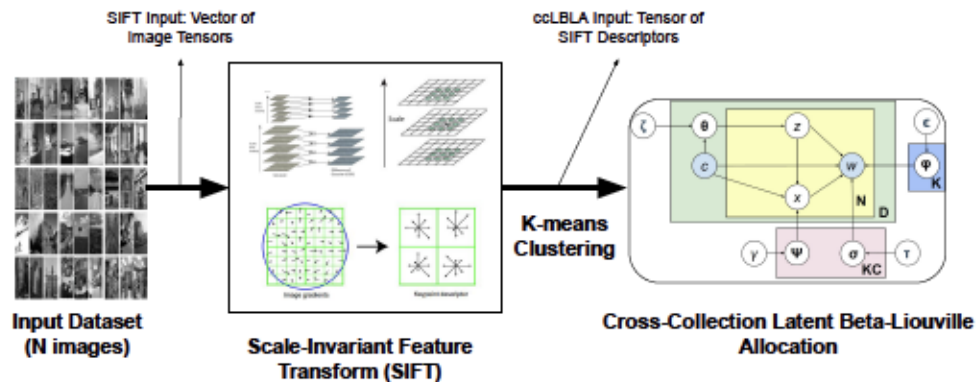 SIFT Input: Vector of
Image Tensors
ccLBLA Input: Tensor of
SIFT Descriptors
Scale
Image gradients
Keypoint descriptor
K-means
Clustering
ζ
θ
z
ε
c
w
φ
K
x
N
D
γ
Ψ
σ
τ
KC
Input Dataset
(N images)
Scale-Invariant Feature
Transform (SIFT)
Cross-Collection Latent Beta-Liouville
Allocation